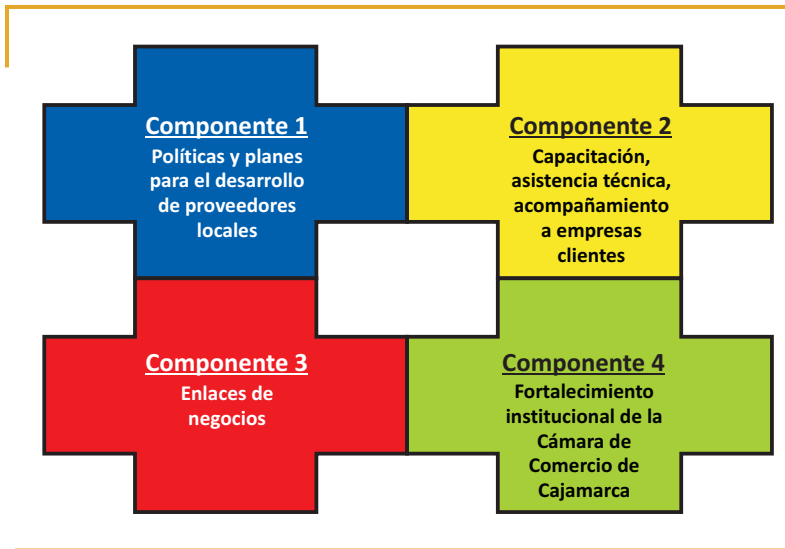 Componente 1
Políticas y planes
para el desarrollo
de proveedores
locales
Componente 2
Capacitación,
asistencia técnica,
acompañamiento
a empresas
clientes
Componente 3
Enlaces de
negocios
Componente 4
Fortalecimiento
institucional de la
Cámara de
Comercio de
Cajamarca